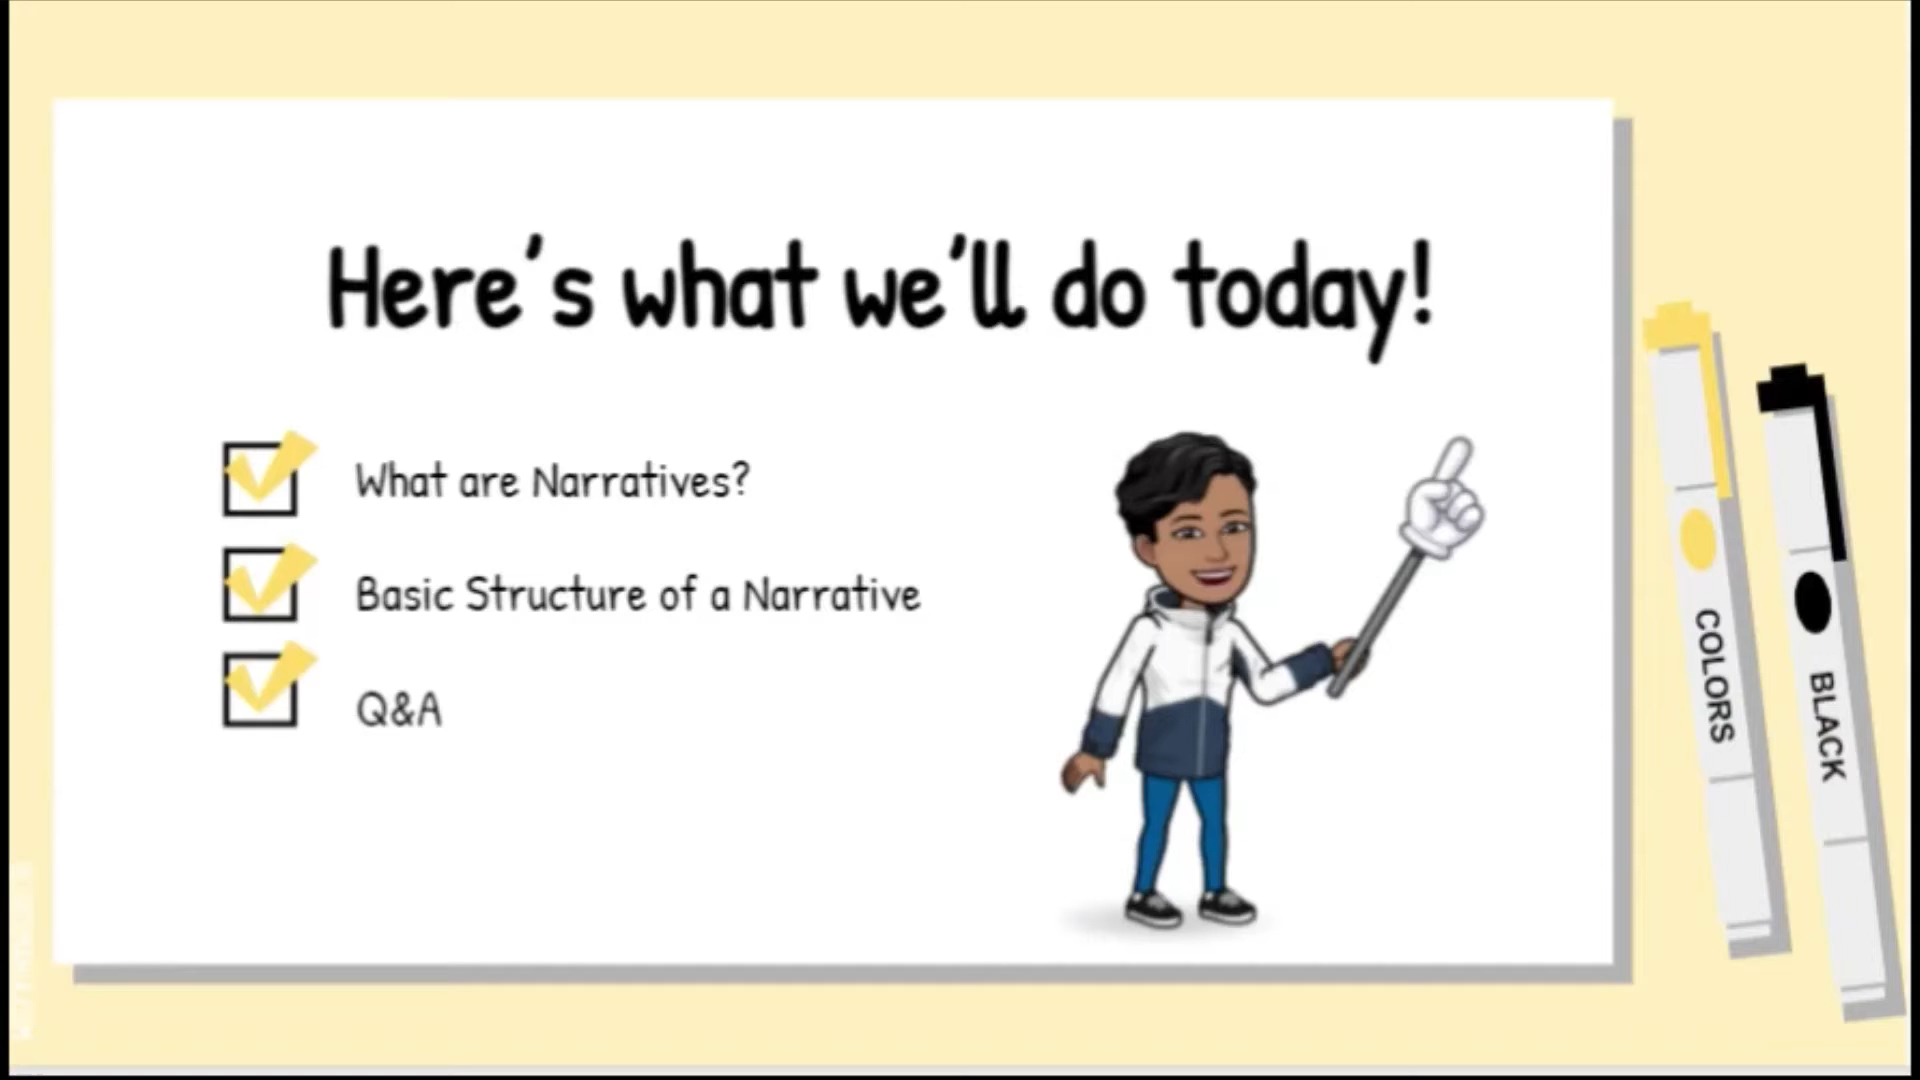 Here's what we'll do today!
What are Narratives?
Basic Structure of a Narrative
Q&A
COLORS
BLACK